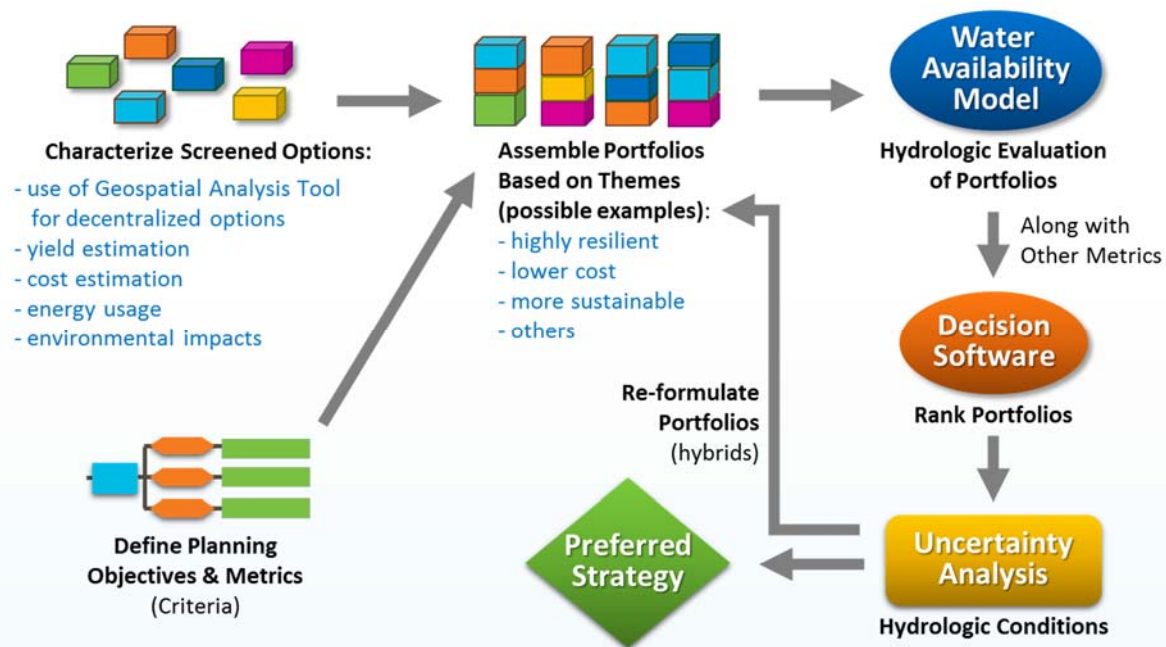 Characterize Screened Options:
- use of Geospatial Analysis Tool
for decentralized options
- yield estimation
- cost estimation
- energy usage
- environmental impacts
Define Planning
Objectives & Metrics
(Criteria)
Assemble Portfolios
Based on Themes
(possible examples):
- highly resilient
- lower cost
- more sustainable
- others
Water
Availability
Model
Hydrologic Evaluation
of Portfolios
Along with
Other Metrics
Decision
Software
Rank Portfolios
Uncertainty
Analysis
Hydrologic Conditions
Re-formulate
Portfolios
(hybrids)
Preferred
Strategy